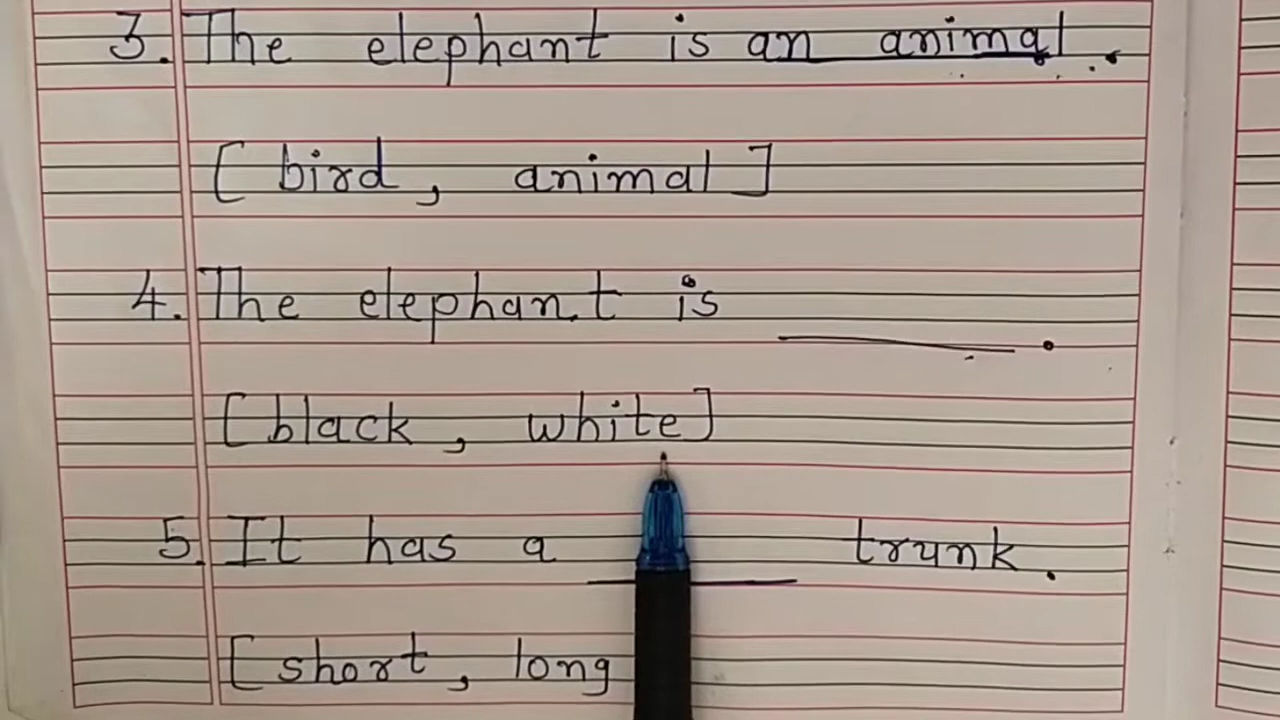 3. The elephant is an animal.
[ bird, animal ]
4. The elephant is ______.
[black, white]
5. It has a ______ trunk.
[short, long